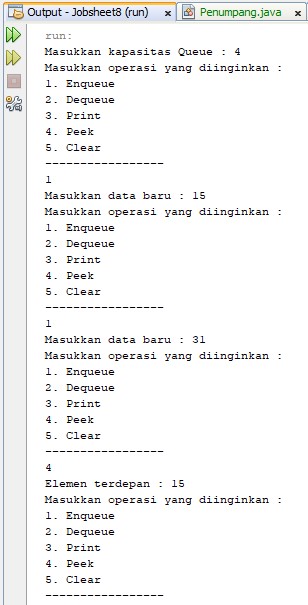 Output - Jobsheet8 (run) × Penumpang.java ×
run:
Masukkan kapasitas Queue : 4
Masukkan operasi yang diinginkan :
1. Enqueue
2. Dequeue
3. Print
4. Peek
5. Clear
-----------------
1
Masukkan data baru : 15
Masukkan operasi yang diinginkan :
1. Enqueue
2. Dequeue
3. Print
4. Peek
5. Clear
-----------------
1
Masukkan data baru : 31
Masukkan operasi yang diinginkan :
1. Enqueue
2. Dequeue
3. Print
4. Peek
5. Clear
-----------------
4
Elemen terdepan : 15
Masukkan operasi yang diinginkan :
1. Enqueue
2. Dequeue
3. Print
4. Peek
5. Clear
-----------------